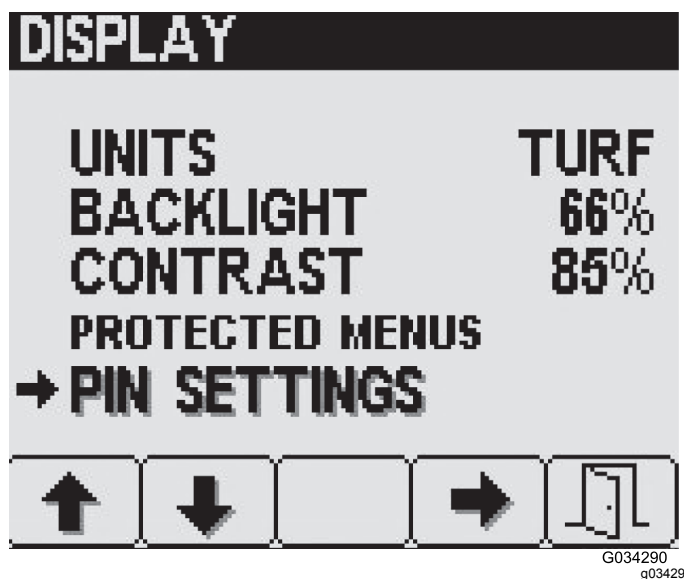 DISPLAY
UNITS TURF
BACKLIGHT 66%
CONTRAST 85%
PROTECTED MENUS
PIN SETTINGS
G034290
g03429